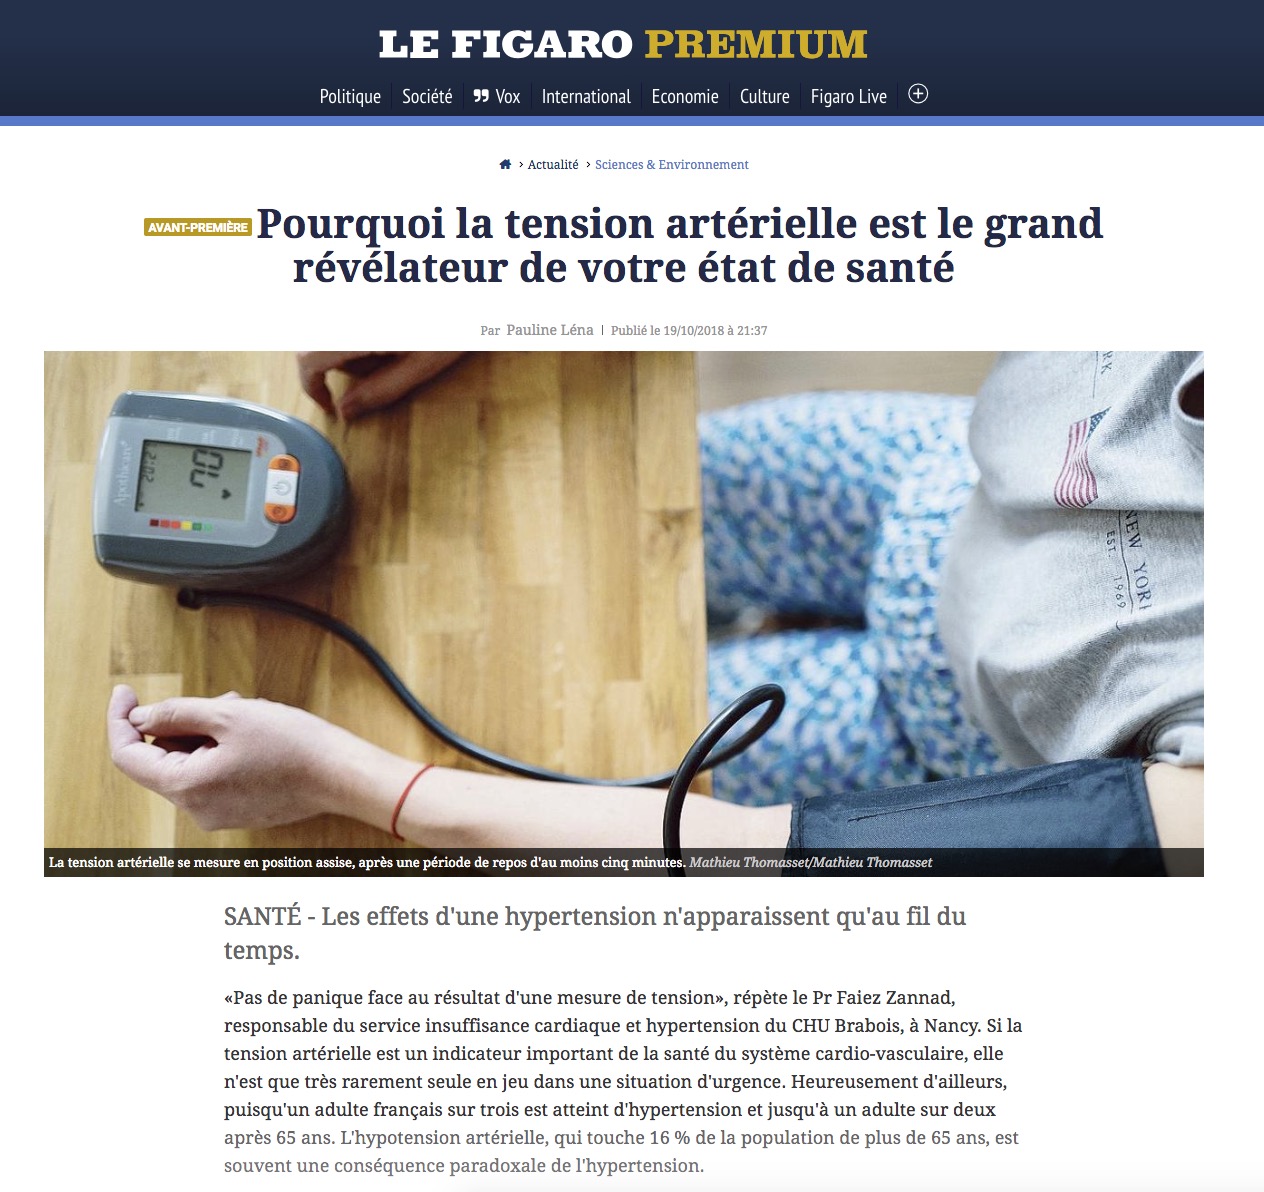 LE FIGARO PREMIUM
Politique Société Vox International Economie Culture Figaro Live
Actualité Sciences & Environnement
AVANT-PREMIÈRE Pourquoi la tension artérielle est le grand
révélateur de votre état de santé
Par Pauline Léna | Publié le 19/10/2018 à 21:37
Apothecare
70
NEW YORK
EST. 1969
La tension artérielle se mesure en position assise, après une période de repos d'au moins cinq minutes. Mathieu Thomasset/Mathieu Thomasset
SANTÉ - Les effets d'une hypertension n'apparaissent qu'au fil du
temps.
«Pas de panique face au résultat d'une mesure de tension», répète le Pr Faiez Zannad,
responsable du service insuffisance cardiaque et hypertension du CHU Brabois, à Nancy. Si la
tension artérielle est un indicateur important de la santé du système cardio-vasculaire, elle
n'est que très rarement seule en jeu dans une situation d'urgence. Heureusement d'ailleurs,
puisqu'un adulte français sur trois est atteint d'hypertension et jusqu'à un adulte sur deux
après 65 ans. L'hypotension artérielle, qui touche 16 % de la population de plus de 65 ans, est
souvent une conséquence paradoxale de l'hypertension.